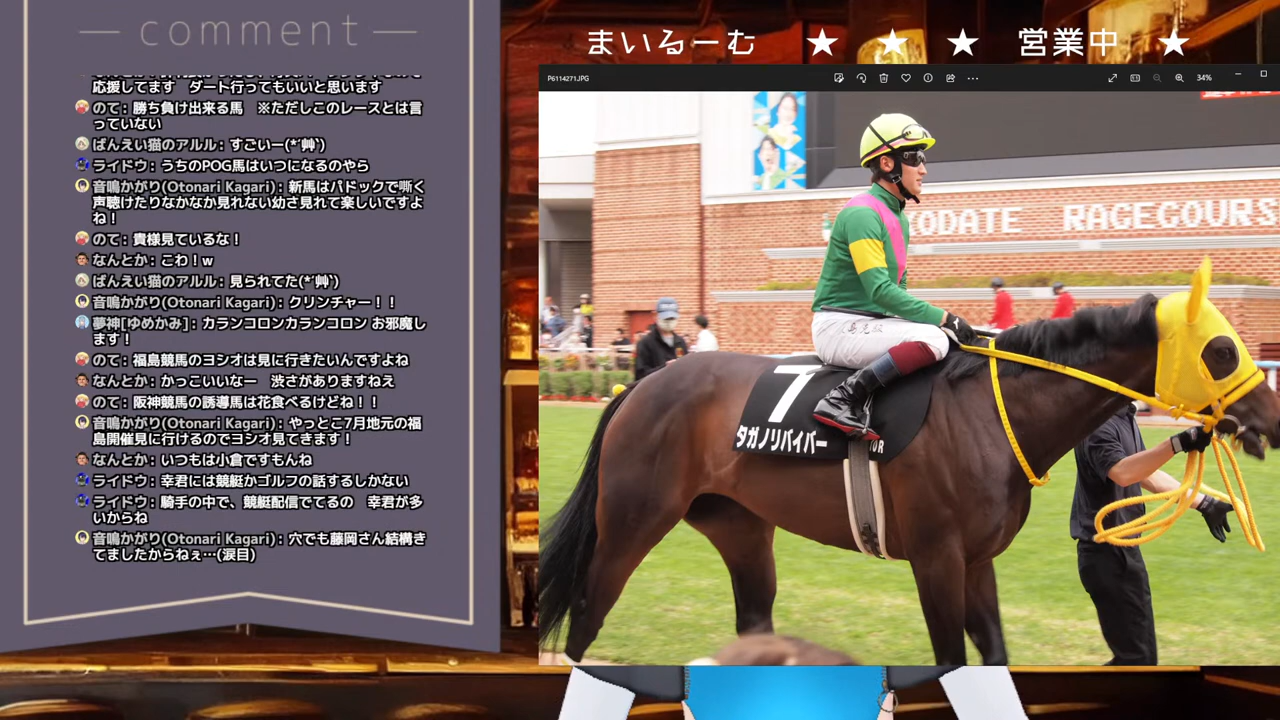 comment
応援してます ダート行ってもいいと思います
のて: 勝ち負け出来る馬 ※ただしこのレースとは言
っていない
ばんえい猫のアルル: すごいー(*´艸`)
ライドウ: うちのPOG馬はいつになるのやら
音鳴かがり(Otonari Kagari): 新馬はパドックで嘶く
声聴けたりなかなか見れない幼さ見れて楽しいですよ
ね!
のて: 貴様見ているな!
なんとか: こわ!w
ばんえい猫のアルル: 見られてた(*´艸`)
音鳴かがり(Otonari Kagari): クリンチャー!!
夢神[ゆめかみ]: カランコロンカランコロン お邪魔し
ます!
のて: 福島競馬のヨシオは見に行きたいんですよね
なんとか: かっこいいなー 渋さがありますねえ
のて: 阪神競馬の誘導馬は花食べるけどね!!
音鳴かがり(Otonari Kagari): やっとこ7月地元の福
島開催見に行けるのでヨシオ見てきます!
なんとか: いつもは小倉ですもんね
ライドウ: 幸君には競艇かゴルフの話するしかない
ライドウ: 騎手の中で、競艇配信でてるの 幸君が多
いからね
音鳴かがり(Otonari Kagari): 穴でも藤岡さん結構き
てましたからねぇ…(涙目)
まいるーむ ★ ★ ★ 営業中 ★
P6114271.JPG
34%
KODATE RACECOURS
7
タガノリバイバー